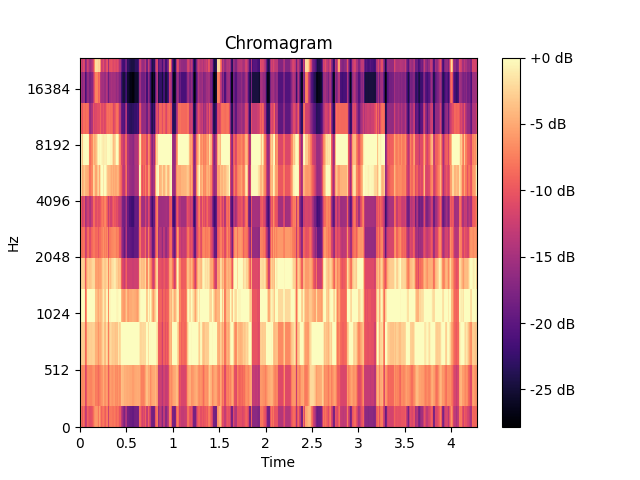 Chromagram
+0 dB
-5 dB
-10 dB
-15 dB
-20 dB
-25 dB
Hz
16384
8192
4096
2048
1024
512
0
0 0.5 1 1.5 2 2.5 3 3.5 4
Time